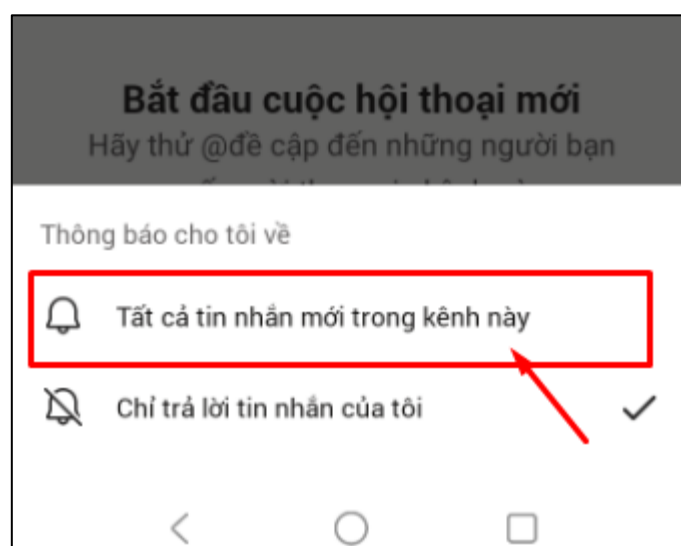 Bắt đầu cuộc hội thoại mới
Hãy thử @đề cập đến những người bạn
Thông báo cho tôi về
Tất cả tin nhắn mới trong kênh này
Chỉ trả lời tin nhắn của tôi